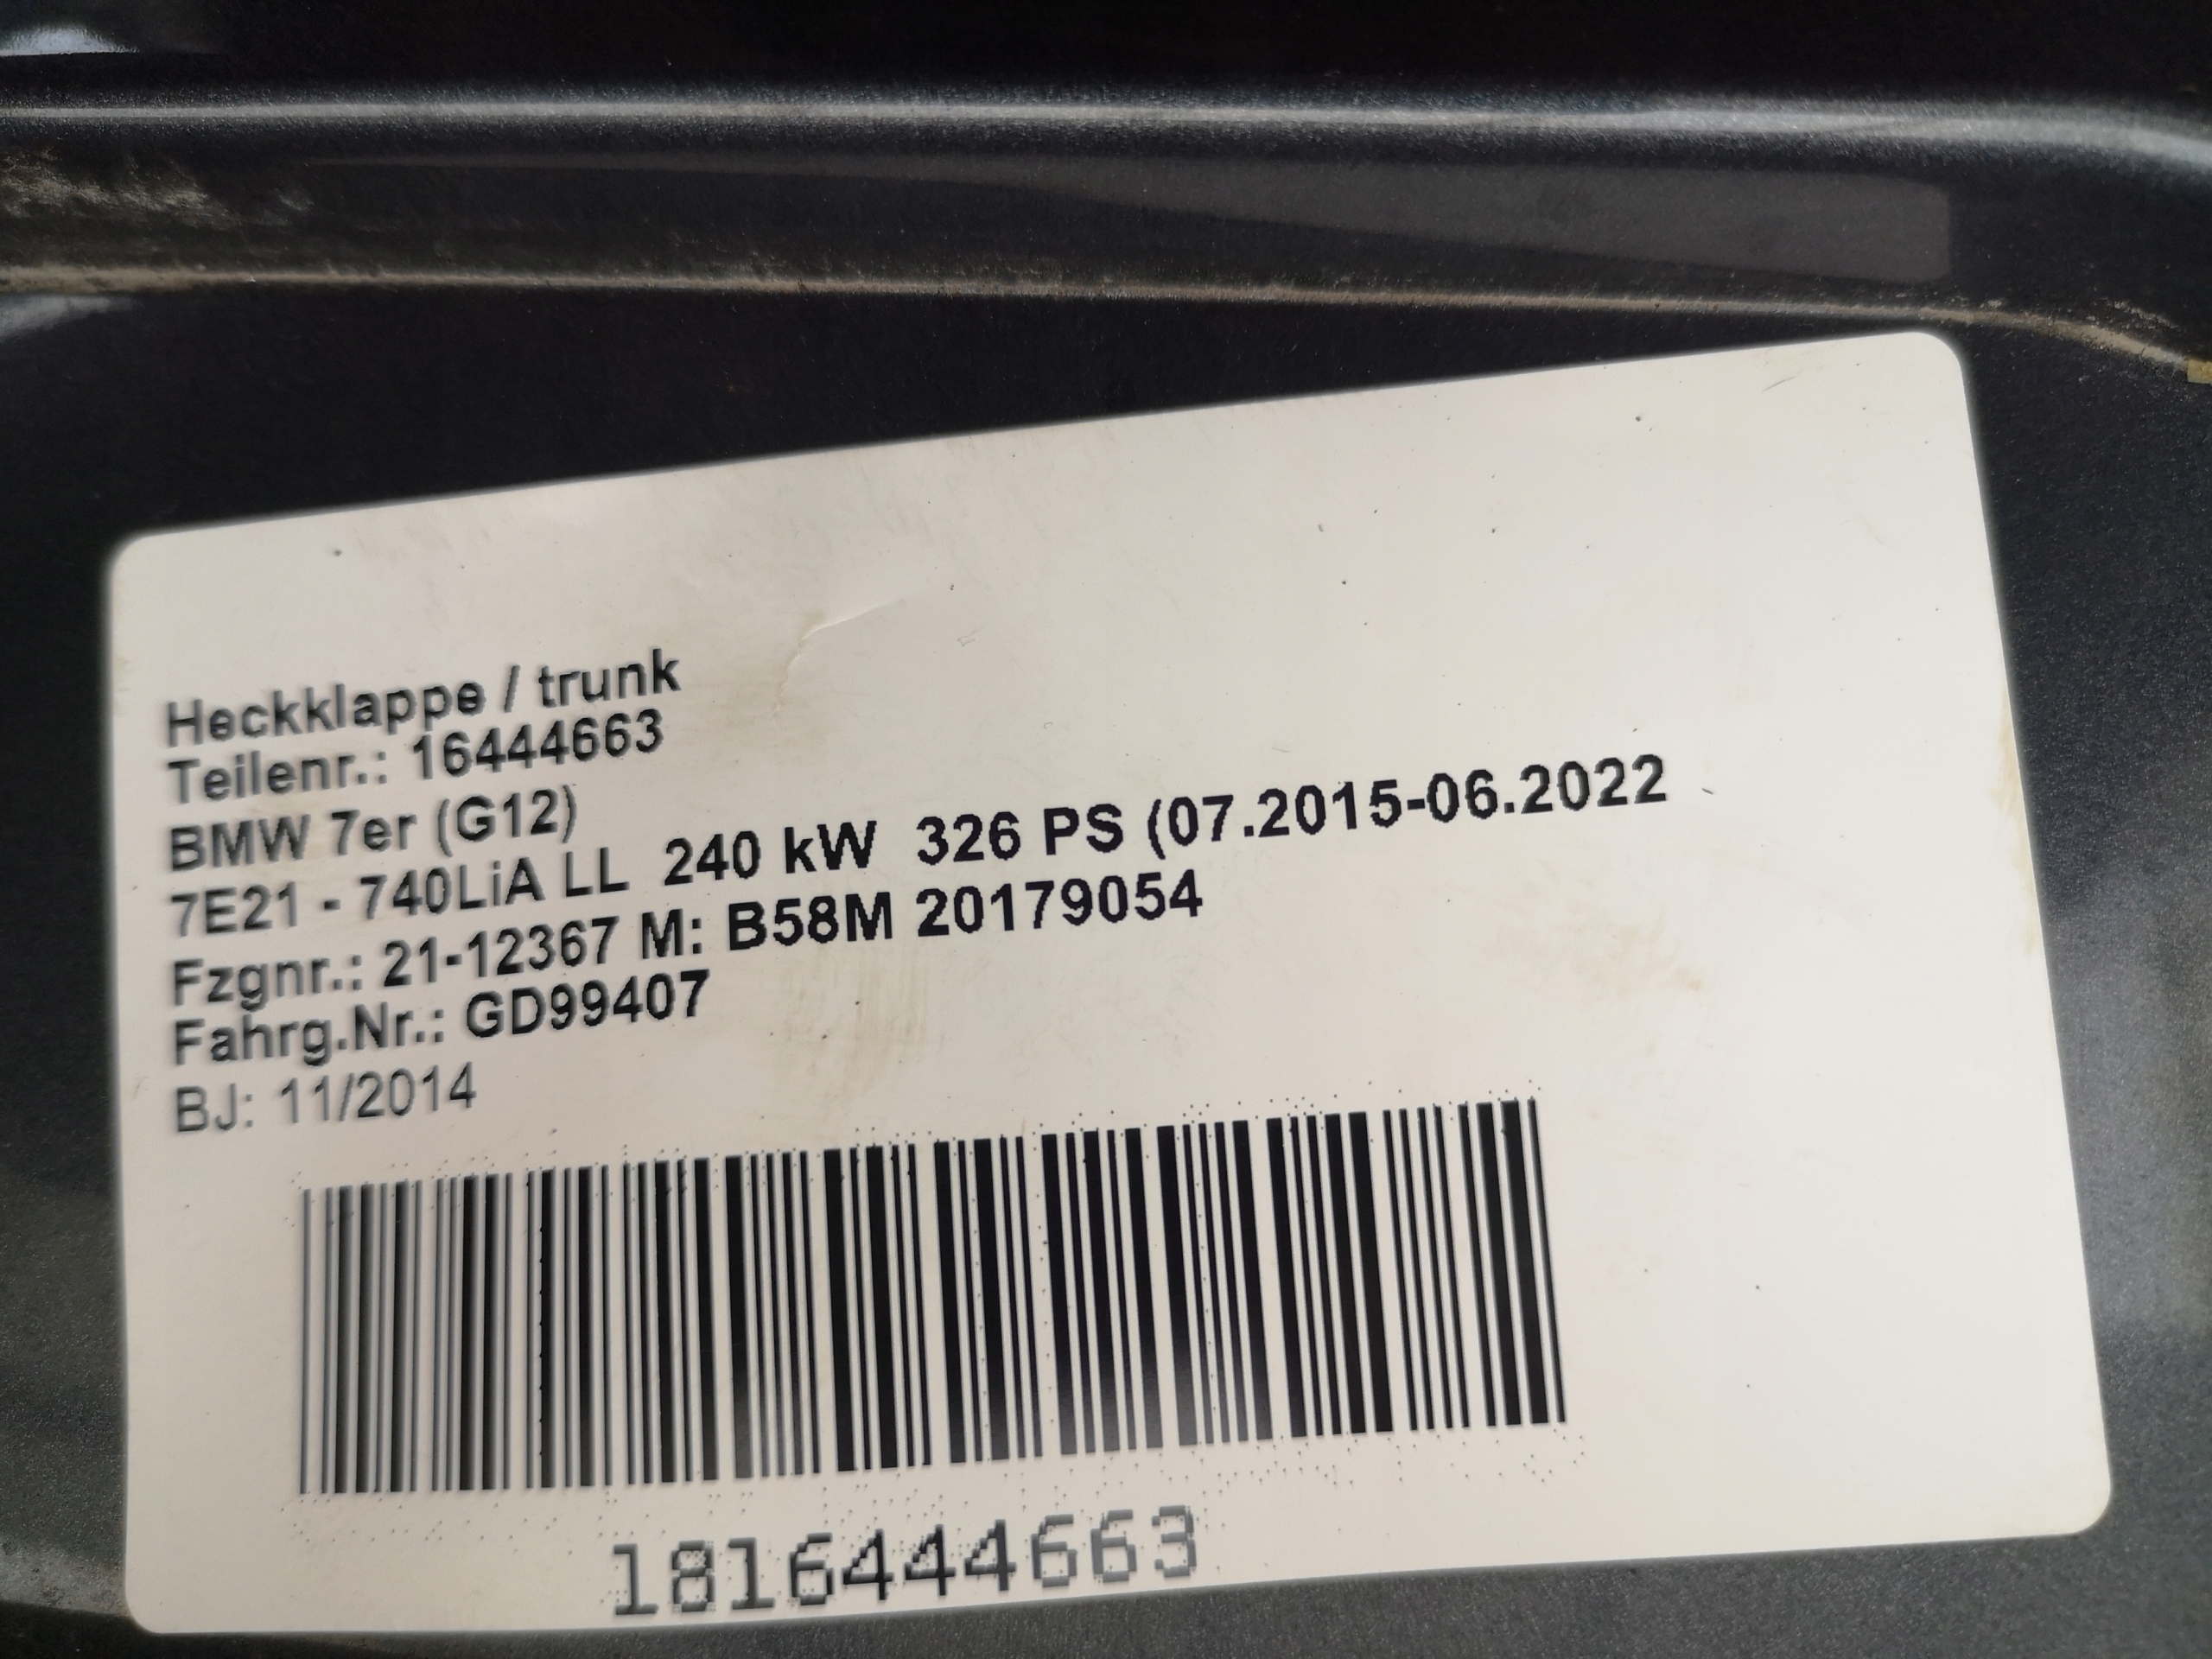 Heckklappe / trunk
Teilenr.: 16444663
BMW 7er (G12)
7E21 - 740LiA LL 240 kW 326 PS (07.2015-06.2022
Fzgnr.: 21-12367 M: B58M 20179054
Fahrg.Nr.: GD99407
BJ: 11/2014
1816444663